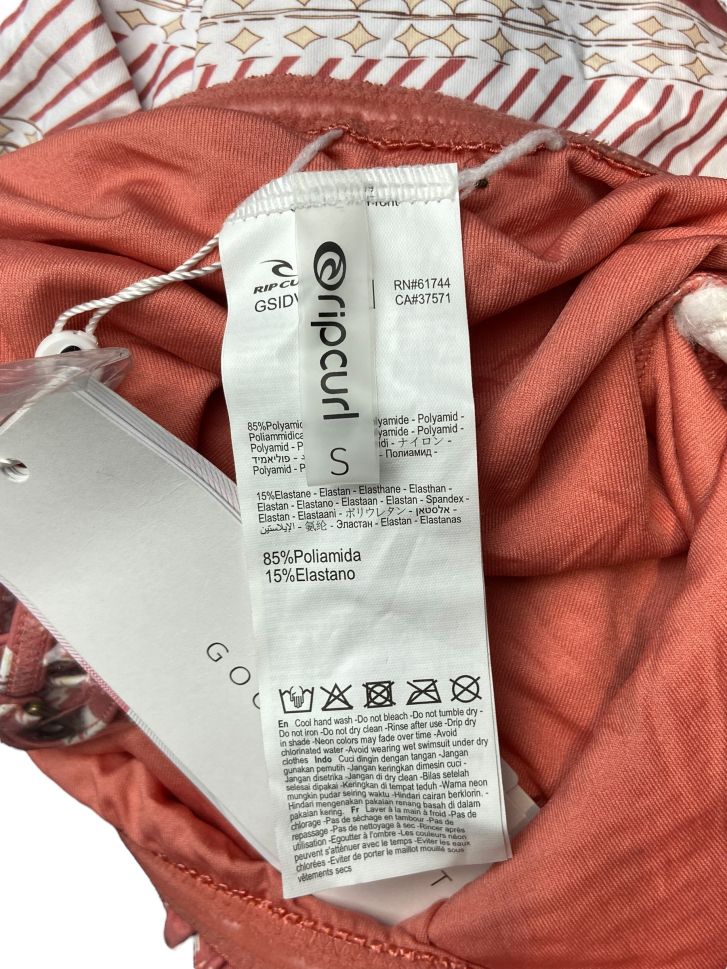 Front
RIP CU
GSIDV
RN#61744
CA#37571
ripcurl
S
85%Polyamid yamide - Polyamid -
Poliammidica yamide - Polyamid -
Polyamid - P idi - ナイロン -
פוליאמיד - - Полиамид -
Polyamid - P
15%Elastane - Elastan - Elasthane - Elasthan -
Elastan - Elastano - Elastaan - Elastan - Spandex -
Elastan - Elastaani - ポリウレタン - אלסטאן -
الإيلاستين - 氨纶 - Эластан - Elastan - Elastanas
85%Poliamida
15%Elastano
En Cool hand wash -Do not bleach -Do not tumble dry -
Do not iron -Do not dry clean -Rinse after use -Drip dry
in shade -Neon colors may fade over time -Avoid
chlorinated water -Avoid wearing wet swimsuit under dry
clothes Indo Cuci dingin dengan tangan -Jangan
gunakan pemutih -Jangan keringkan dimesin cuci -
Jangan disetrika -Jangan di dry clean -Bilas setelah
selesai dipakai -Keringkan di tempat teduh -Warna neon
mungkin pudar seiring waktu -Hindari cairan berklorin. -
Hindari mengenakan pakaian renang basah di dalam
pakaian kering. Fr Laver à la main à froid -Pas de
chlorage -Pas de séchage en tambour -Pas de
repassage -Pas de nettoyage à sec -Rincer après
utilisation -Egoutter à l'ombre -Les couleurs néon
peuvent s'atténuer avec le temps -Eviter les eaux
chlorées -Eviter de porter le maillot mouillé sous
vêtements secs
GOO
T